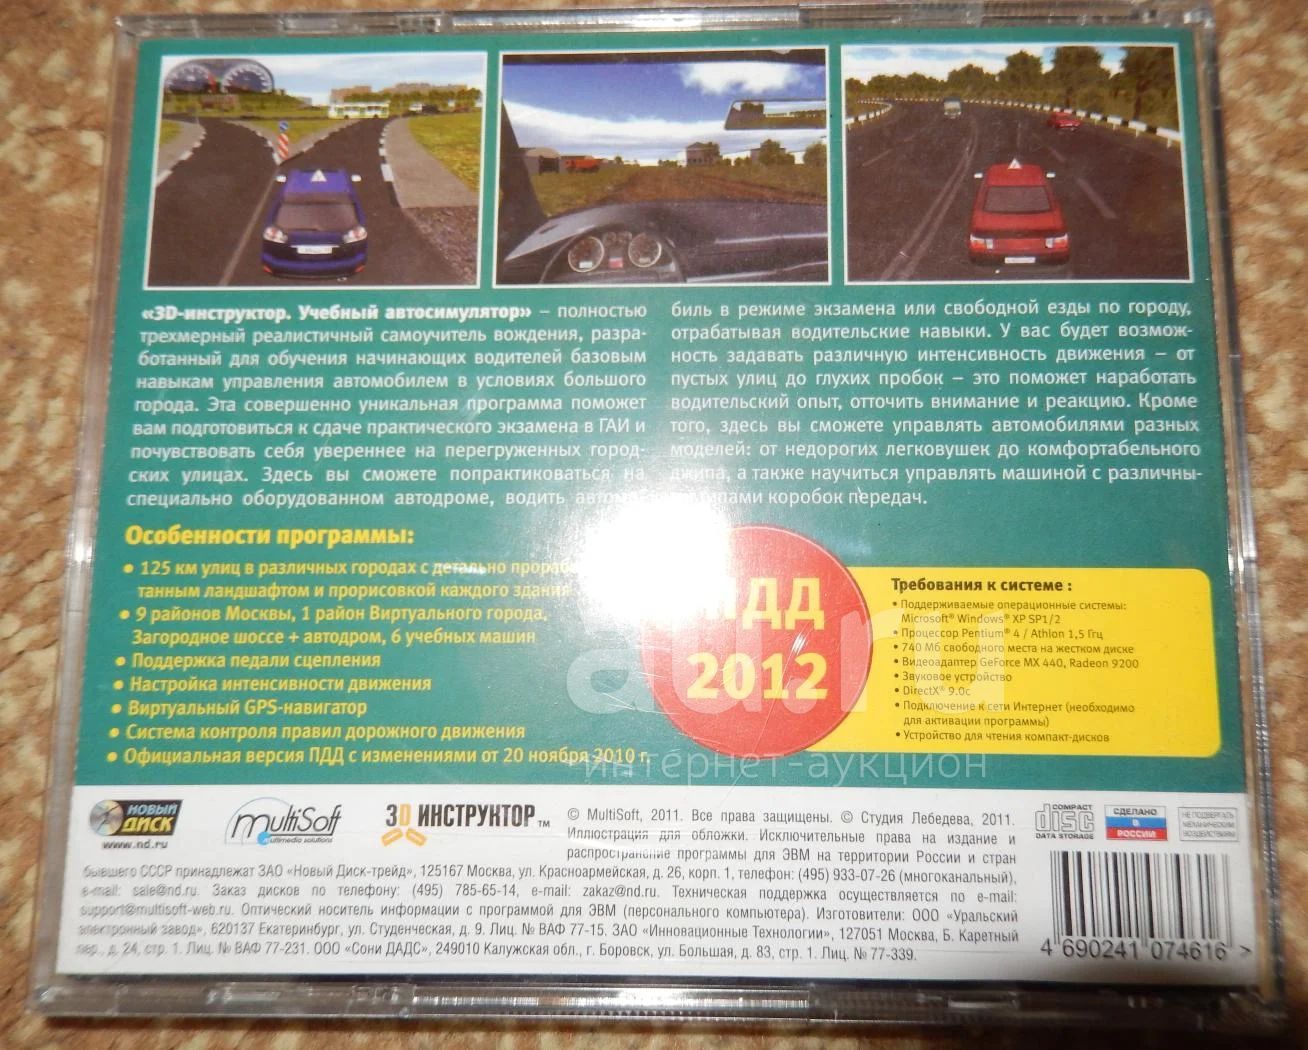 «3D-инструктор. Учебный автосимулятор» – полностью
трехмерный реалистичный самоучитель вождения, разра-
ботанный для обучения начинающих водителей базовым
навыкам управления автомобилем в условиях большого
города. Эта совершенно уникальная программа поможет
вам подготовиться к сдаче практического экзамена в ГАИ и
почувствовать себя увереннее на перегруженных город-
ских улицах. Здесь вы сможете попрактиковаться на
специально оборудованном автодроме, водить
биль в режиме экзамена или свободной езды по городу,
отрабатывая водительские навыки. У вас будет возмож-
ность задавать различную интенсивность движения – от
пустых улиц до глухих пробок – это поможет наработать
водительский опыт, отточить внимание и реакцию. Кроме
того, здесь вы сможете управлять автомобилями разных
моделей: от недорогих легковушек до комфортабельного
джипа, а также научиться управлять машиной с различны-
типами коробок передач.
Особенности программы:
• 125 км улиц в различных городах с детально
танным ландшафтом и прорисовкой каждого здания
• 9 районов Москвы, 1 район Виртуального города,
Загородное шоссе + автодром, 6 учебных машин
• Поддержка педали сцепления
• Настройка интенсивности движения
• Виртуальный GPS-навигатор
• Система контроля правил дорожного движения
• Официальная версия ПДД с изменениями от 20 ноября 2010 г.
ПДД
2012
Требования к системе :
• Поддерживаемые операционные системы:
Microsoft® Windows® XP SP1/2
• Процессор Pentium® 4 / Athlon 1,5 Ггц
• 740 Мб свободного места на жестком диске
• Видеоадаптер GeForce MX 440, Radeon 9200
• Звуковое устройство
• DirectX® 9.0c
• Подключение к сети Интернет (необходимо
для активации программы)
• Устройство для чтения компакт-дисков
au.ru
интернет-аукцион
НОВЫЙ
ДИСК
www.nd.ru
MultiSoft
multimedia solutions
3D ИНСТРУКТОР™
© MultiSoft, 2011. Все права защищены. © Студия Лебедева, 2011.
Иллюстрация для обложки. Исключительные права на издание и
распространение программы для ЭВМ на территории России и стран
бывшего СССР принадлежат ЗАО «Новый Диск-трейд», 125167 Москва, ул. Красноармейская, д. 26, корп. 1, телефон: (495) 933-07-26 (многоканальный),
e-mail: sale@nd.ru. Заказ дисков по телефону: (495) 785-65-14, e-mail: zakaz@nd.ru. Техническая поддержка осуществляется по e-mail:
support@multisoft-web.ru. Оптический носитель информации с программой для ЭВМ (персонального компьютера). Изготовители: ООО «Уральский
электронный завод», 620137 Екатеринбург, ул. Студенческая, д. 9. Лиц. № ВАФ 77-15. ЗАО «Инновационные Технологии», 127051 Москва, Б. Каретный
пер., д. 24, стр. 1. Лиц. № ВАФ 77-231. ООО «Сони ДАДС», 249010 Калужская обл., г. Боровск, ул. Большая, д. 83, стр. 1. Лиц. № 77-339.
COMPACT
disc
DATA STORAGE
СДЕЛАНО
В
РОССИИ
НЕ ПОДВЕРГАТЬ
МЕХАНИЧЕСКИМ
ВОЗДЕЙСТВИЯМ
4 690241 074616 >